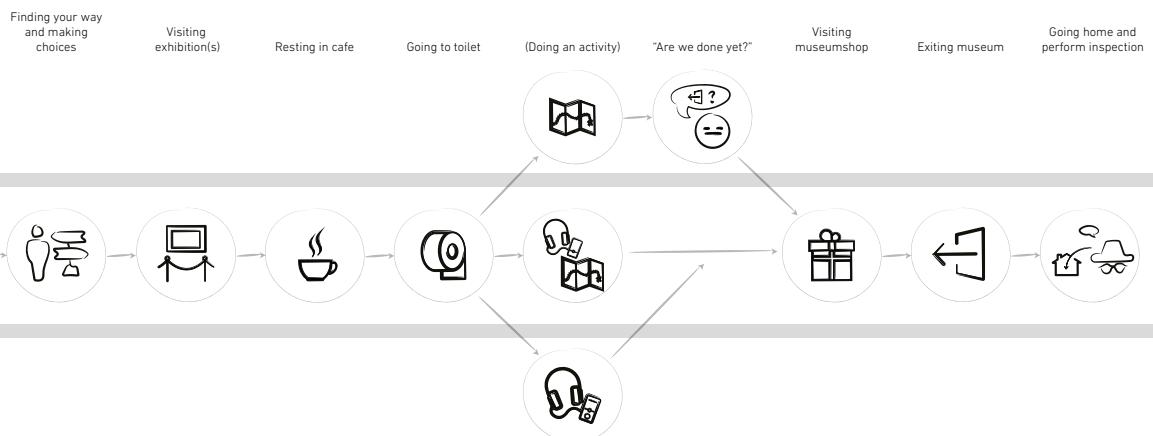 Finding your way
and making
choices
Visiting
exhibition(s)
Resting in cafe
Going to toilet
(Doing an activity)
“Are we done yet?”
Visiting
museumshop
Exiting museum
Going home and
perform inspection
?